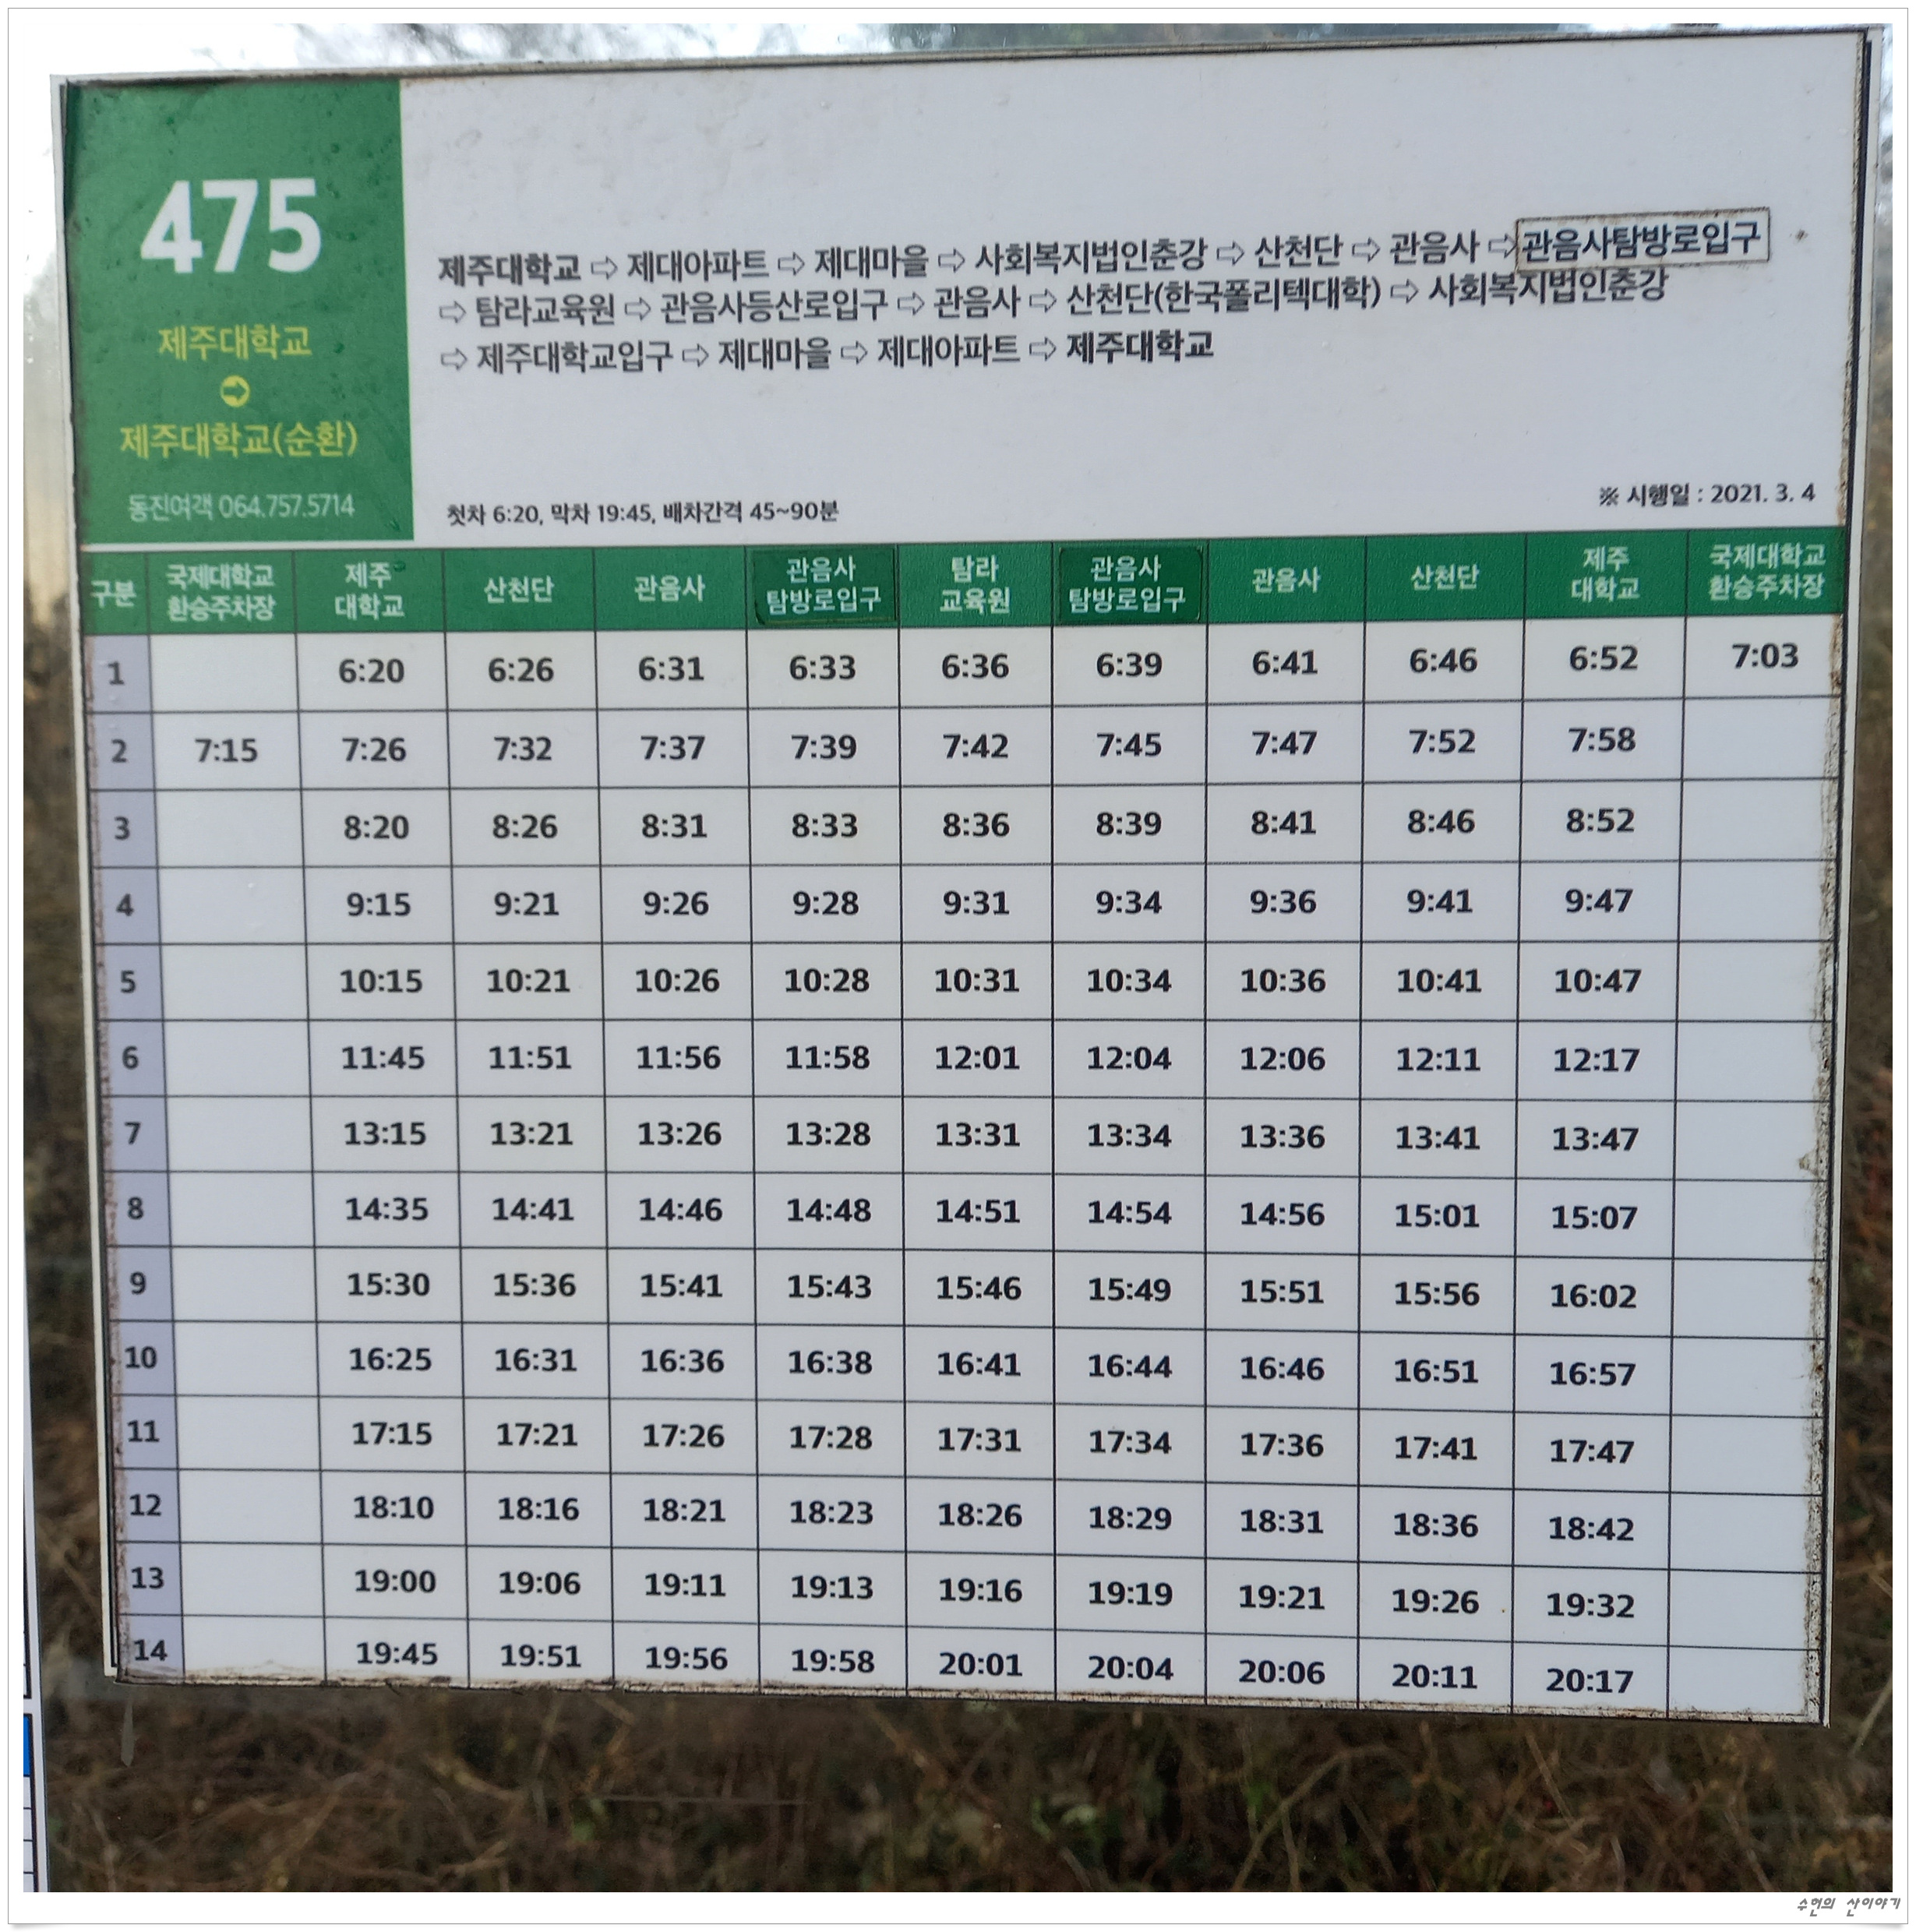 475
제주대학교
➲
제주대학교(순환)
동진여객 064.757.5714
제주대학교 ⇨ 제대아파트 ⇨ 제대마을 ⇨ 사회복지법인춘강 ⇨ 산천단 ⇨ 관음사 ⇨ 관음사탐방로입구
⇨ 탐라교육원 ⇨ 관음사등산로입구 ⇨ 관음사 ⇨ 산천단(한국폴리텍대학) ⇨ 사회복지법인춘강
⇨ 제주대학교입구 ⇨ 제대마을 ⇨ 제대아파트 ⇨ 제주대학교
첫차 6:20, 막차 19:45, 배차간격 45~90분
※ 시행일 : 2021. 3. 4
구분 국제대학교 환승주차장 제주 대학교 산천단 관음사 관음사 탐방로입구 탐라 교육원 관음사 탐방로입구 관음사 산천단 제주 대학교 국제대학교 환승주차장
1 6:20 6:26 6:31 6:33 6:36 6:39 6:41 6:46 6:52 7:03
2 7:15 7:26 7:32 7:37 7:39 7:42 7:45 7:47 7:52 7:58
3 8:20 8:26 8:31 8:33 8:36 8:39 8:41 8:46 8:52
4 9:15 9:21 9:26 9:28 9:31 9:34 9:36 9:41 9:47
5 10:15 10:21 10:26 10:28 10:31 10:34 10:36 10:41 10:47
6 11:45 11:51 11:56 11:58 12:01 12:04 12:06 12:11 12:17
7 13:15 13:21 13:26 13:28 13:31 13:34 13:36 13:41 13:47
8 14:35 14:41 14:46 14:48 14:51 14:54 14:56 15:01 15:07
9 15:30 15:36 15:41 15:43 15:46 15:49 15:51 15:56 16:02
10 16:25 16:31 16:36 16:38 16:41 16:44 16:46 16:51 16:57
11 17:15 17:21 17:26 17:28 17:31 17:34 17:36 17:41 17:47
12 18:10 18:16 18:21 18:23 18:26 18:29 18:31 18:36 18:42
13 19:00 19:06 19:11 19:13 19:16 19:19 19:21 19:26 19:32
14 19:45 19:51 19:56 19:58 20:01 20:04 20:06 20:11 20:17
수헌의 산이야기